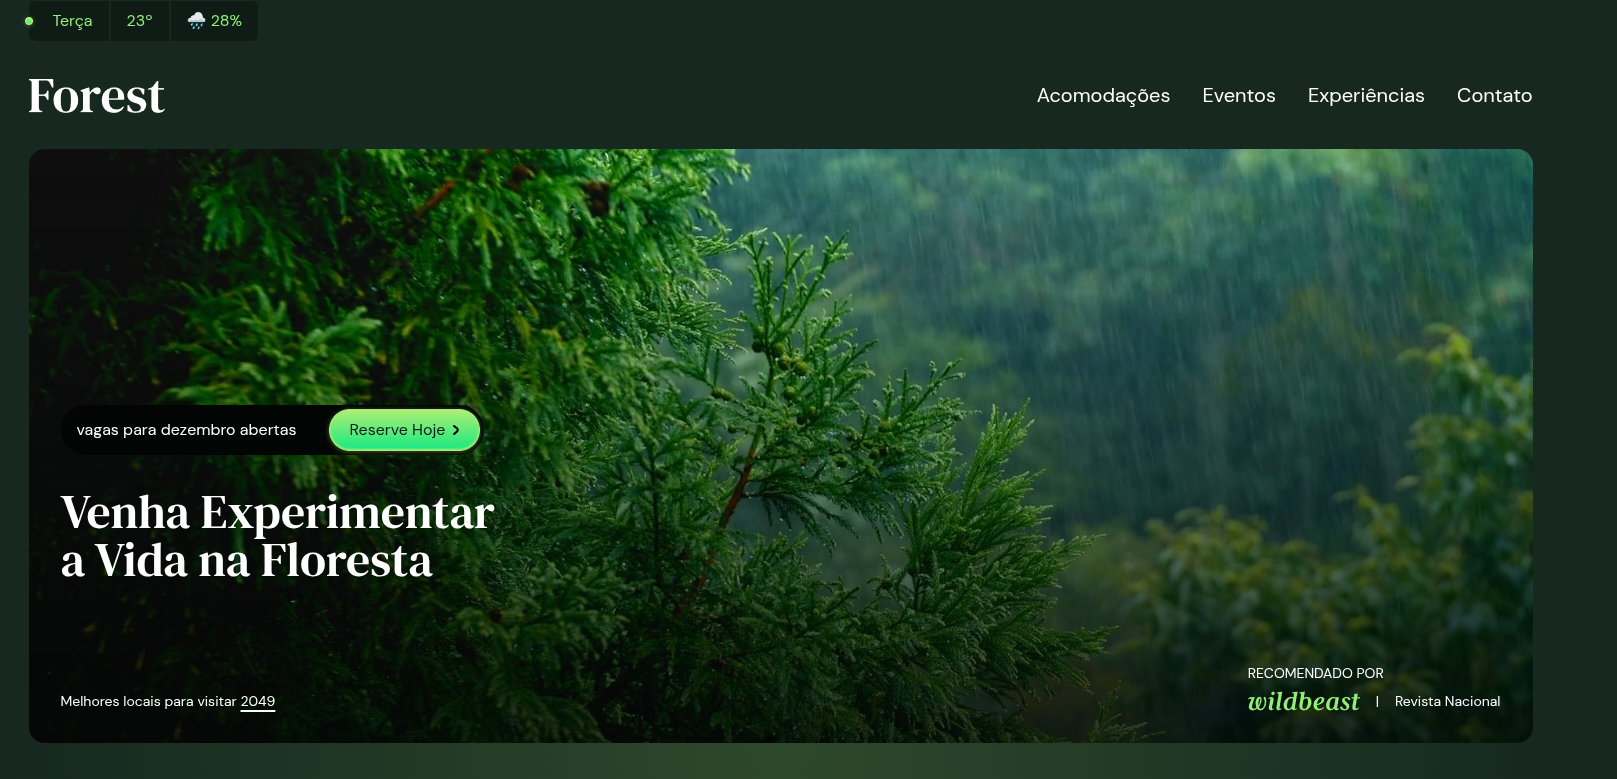 Terça 23º 28%
Forest
Acomodações Eventos Experiências Contato
vagas para dezembro abertas Reserve Hoje
Venha Experimentar
a Vida na Floresta
Melhores locais para visitar 2049
RECOMENDADO POR
wildbeast | Revista Nacional